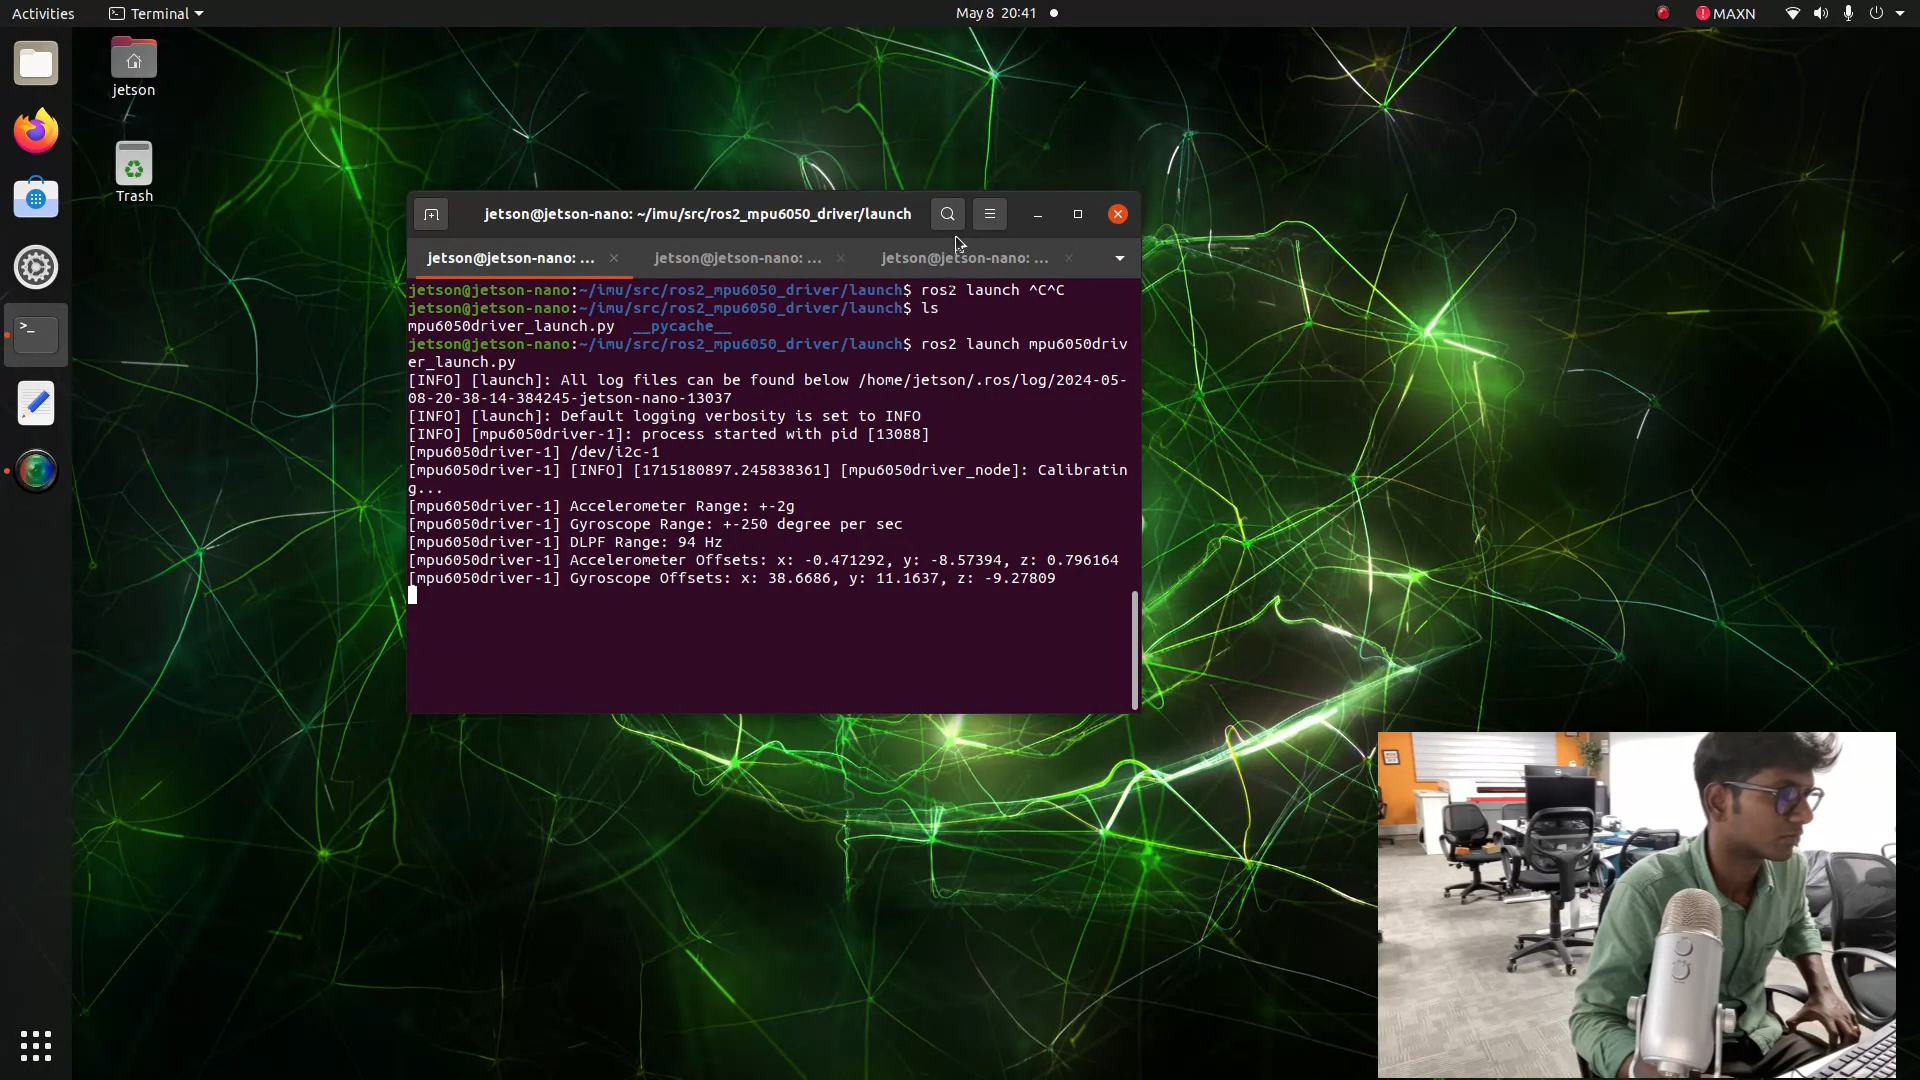 Activities
Terminal
May 8 20:41
MAXN
jetson
Trash
jetson@jetson-nano: ~/imu/src/ros2_mpu6050_driver/launch
jetson@jetson-nano: ...
jetson@jetson-nano: ...
jetson@jetson-nano: ...
jetson@jetson-nano:~/imu/src/ros2_mpu6050_driver/launch$ ros2 launch ^C^C
jetson@jetson-nano:~/imu/src/ros2_mpu6050_driver/launch$ ls
mpu6050driver_launch.py __pycache__
jetson@jetson-nano:~/imu/src/ros2_mpu6050_driver/launch$ ros2 launch mpu6050driv
er_launch.py
[INFO] [launch]: All log files can be found below /home/jetson/.ros/log/2024-05-
08-20-38-14-384245-jetson-nano-13037
[INFO] [launch]: Default logging verbosity is set to INFO
[INFO] [mpu6050driver-1]: process started with pid [13088]
[mpu6050driver-1] /dev/i2c-1
[mpu6050driver-1] [INFO] [1715180897.245838361] [mpu6050driver_node]: Calibratin
g...
[mpu6050driver-1] Accelerometer Range: +-2g
[mpu6050driver-1] Gyroscope Range: +-250 degree per sec
[mpu6050driver-1] DLPF Range: 94 Hz
[mpu6050driver-1] Accelerometer Offsets: x: -0.471292, y: -8.57394, z: 0.796164
[mpu6050driver-1] Gyroscope Offsets: x: 38.6686, y: 11.1637, z: -9.27809